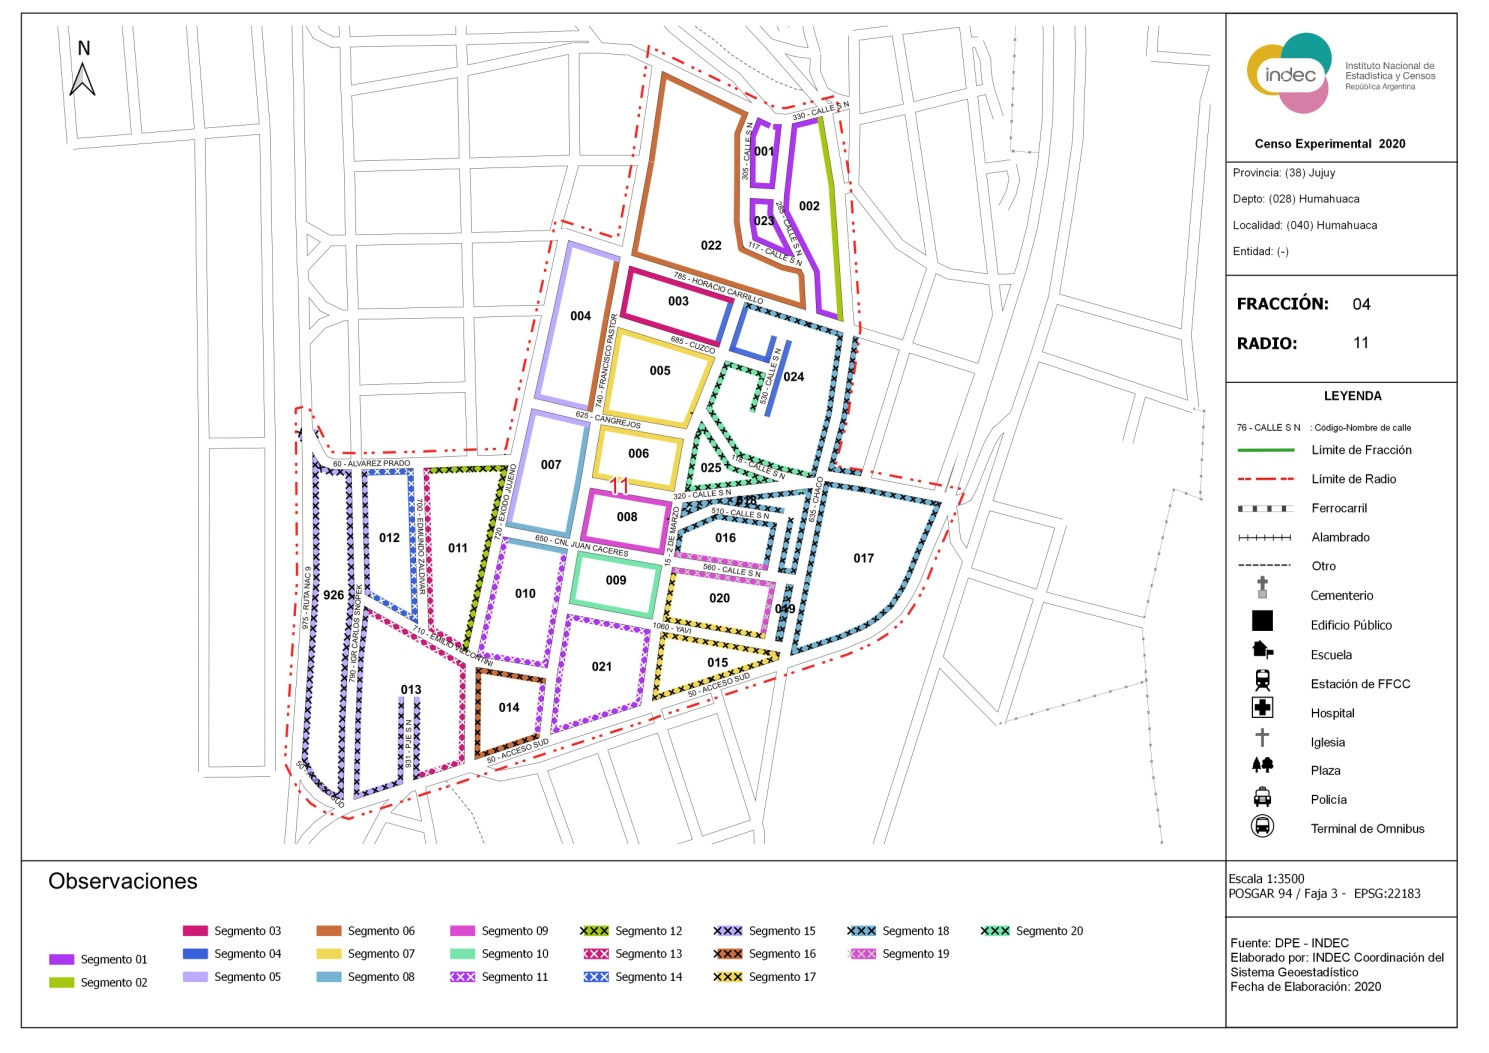 N
330 - CALLE S N
305 - CALLE S N
001
002
023
285 - CALLE S N
117 - CALLE S N
022
785 - HORACIO CARRILLO
003
004
685 - CUZCO
740 - FRANCISCO PASTOR
005
530 - CALLE S N
024
625 - CANGREJOS
006
007
11
025
118 - CALLE S N
60 - ALVAREZ PRADO
320 - CALLE S N
018
510 - CALLE S N
635 - CHACO
008
016
720 - EXODO JUJEÑO
700 - EDMUNDO ZALDIVAR
15 - 2 DE MARZO
012
011
650 - CNL JUAN CACERES
560 - CALLE S N
017
009
010
020
019
926
975 - RUTA NAC 9
790 - IGR CARLOS SNOPEK
1060 - YAVI
021
015
50 - ACCESO SUD
013
014
931 - PJE S N
50 - ACCESO SUD
indec
Instituto Nacional de
Estadística y Censos
República Argentina
Censo Experimental 2020
Provincia: (38) Jujuy
Depto: (028) Humahuaca
Localidad: (040) Humahuaca
Entidad: (-)
FRACCIÓN: 04
RADIO: 11
LEYENDA
76 - CALLE S N : Código-Nombre de calle
Límite de Fracción
Límite de Radio
Ferrocarril
Alambrado
Otro
Cementerio
Edificio Público
Escuela
Estación de FFCC
Hospital
Iglesia
Plaza
Policía
Terminal de Omnibus
Escala 1:3500
POSGAR 94 / Faja 3 - EPSG:22183
Fuente: DPE - INDEC
Elaborado por: INDEC Coordinación del
Sistema Geoestadístico
Fecha de Elaboración: 2020
Observaciones
Segmento 01
Segmento 02
Segmento 03
Segmento 04
Segmento 05
Segmento 06
Segmento 07
Segmento 08
Segmento 09
Segmento 10
Segmento 11
Segmento 12
Segmento 13
Segmento 14
Segmento 15
Segmento 16
Segmento 17
Segmento 18
Segmento 19
Segmento 20